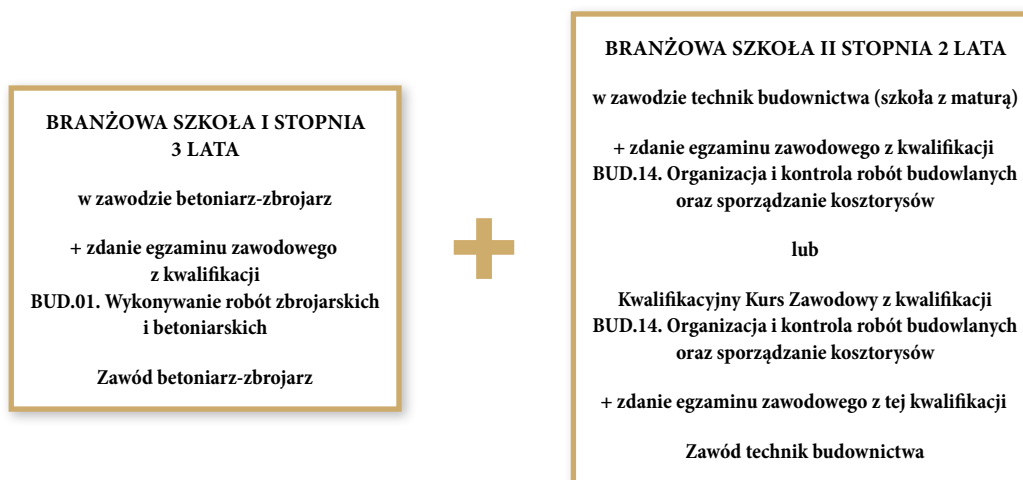 BRANŻOWA SZKOŁA I STOPNIA
3 LATA
w zawodzie betoniarz-zbrojarz
+ zdanie egzaminu zawodowego
z kwalifikacji
BUD.01. Wykonywanie robót zbrojarskich
i betoniarskich
Zawód betoniarz-zbrojarz
+
BRANŻOWA SZKOŁA II STOPNIA 2 LATA
w zawodzie technik budownictwa (szkoła z maturą)
+ zdanie egzaminu zawodowego z kwalifikacji
BUD.14. Organizacja i kontrola robót budowlanych
oraz sporządzanie kosztorysów
lub
Kwalifikacyjny Kurs Zawodowy z kwalifikacji
BUD.14. Organizacja i kontrola robót budowlanych
oraz sporządzanie kosztorysów
+ zdanie egzaminu zawodowego z tej kwalifikacji
Zawód technik budownictwa